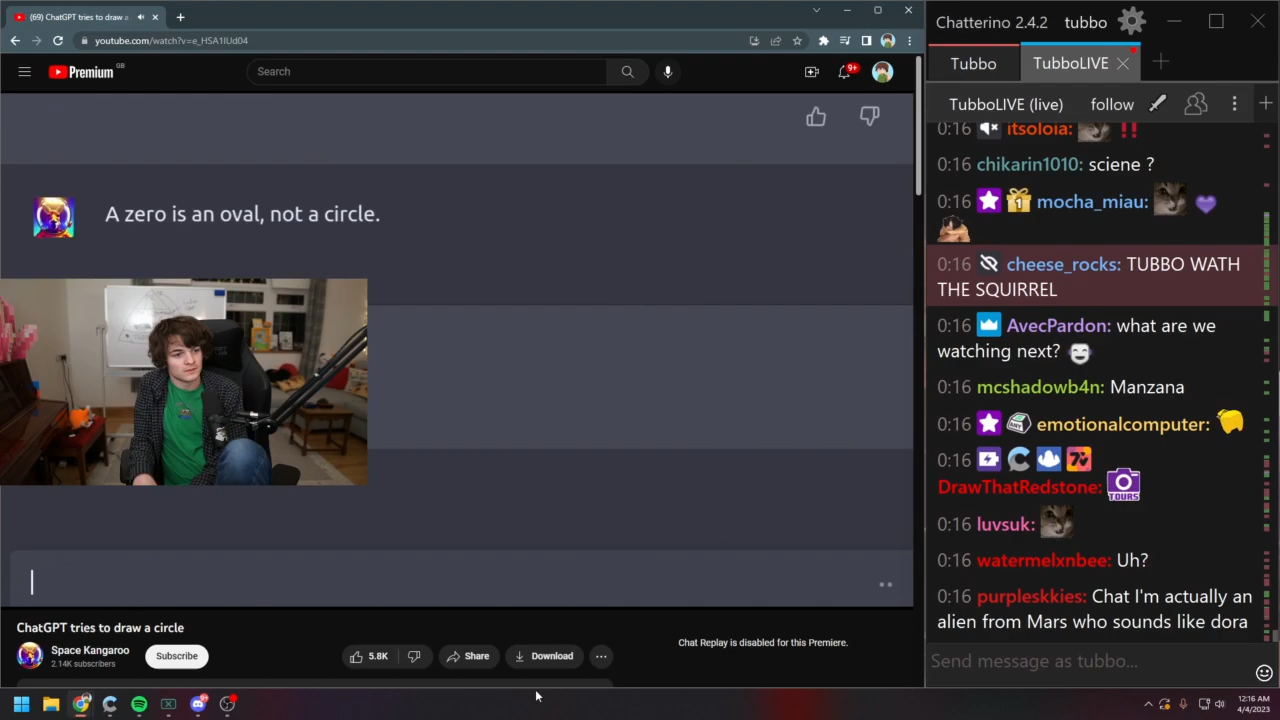 (69) ChatGPT tries to draw a
youtube.com/watch?v=e_HSA1IUd04
Premium GB
Search
9+
A zero is an oval, not a circle.
ChatGPT tries to draw a circle
Space Kangaroo
2.14K subscribers
Subscribe
5.8K
Share
Download
Chat Replay is disabled for this Premiere.
Chatterino 2.4.2
tubbo
Tubbo
TubboLIVE
TubboLIVE (live)
follow
0:16 itsoloia: ‼
0:16 chikarin1010: sciene ?
0:16 1 mocha_miau: 💜
0:16 cheese_rocks: TUBBO WATH
THE SQUIRREL
0:16 AvecPardon: what are we
watching next?
0:16 mcshadowb4n: Manzana
0:16 emotionalcomputer:
0:16
DrawThatRedstone: TOURS
0:16 luvsuk:
0:16 watermelxnbee: Uh?
0:16 purpleskkies: Chat I'm actually an
alien from Mars who sounds like dora
Send message as tubbo...
12:16 AM
4/4/2023